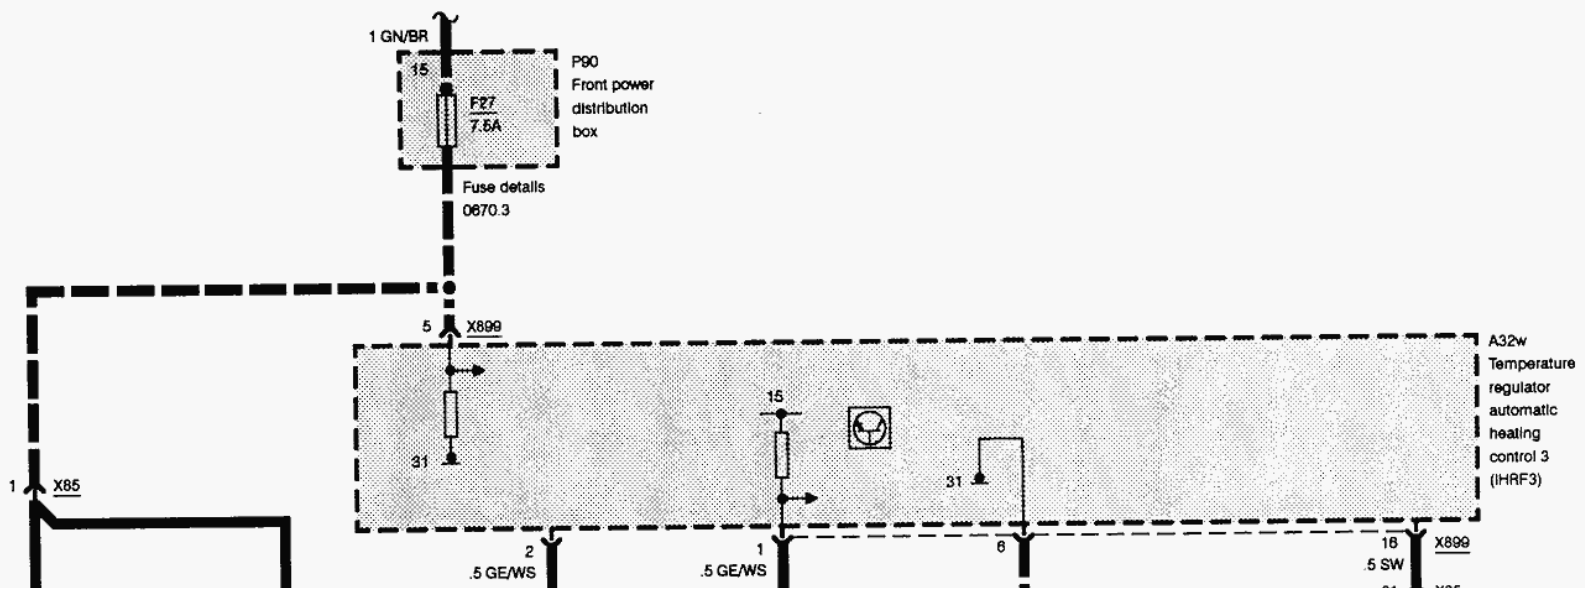 1 GN/BR
15
F27
7.5A
P90
Front power
distribution
box
Fuse details
0670.3
5
X899
A32w
Temperature
regulator
automatic
heating
control 3
(IHRF3)
31
15
31
1
X85
2
.5 GE/WS
1
.5 GE/WS
6
16
X899
.5 SW